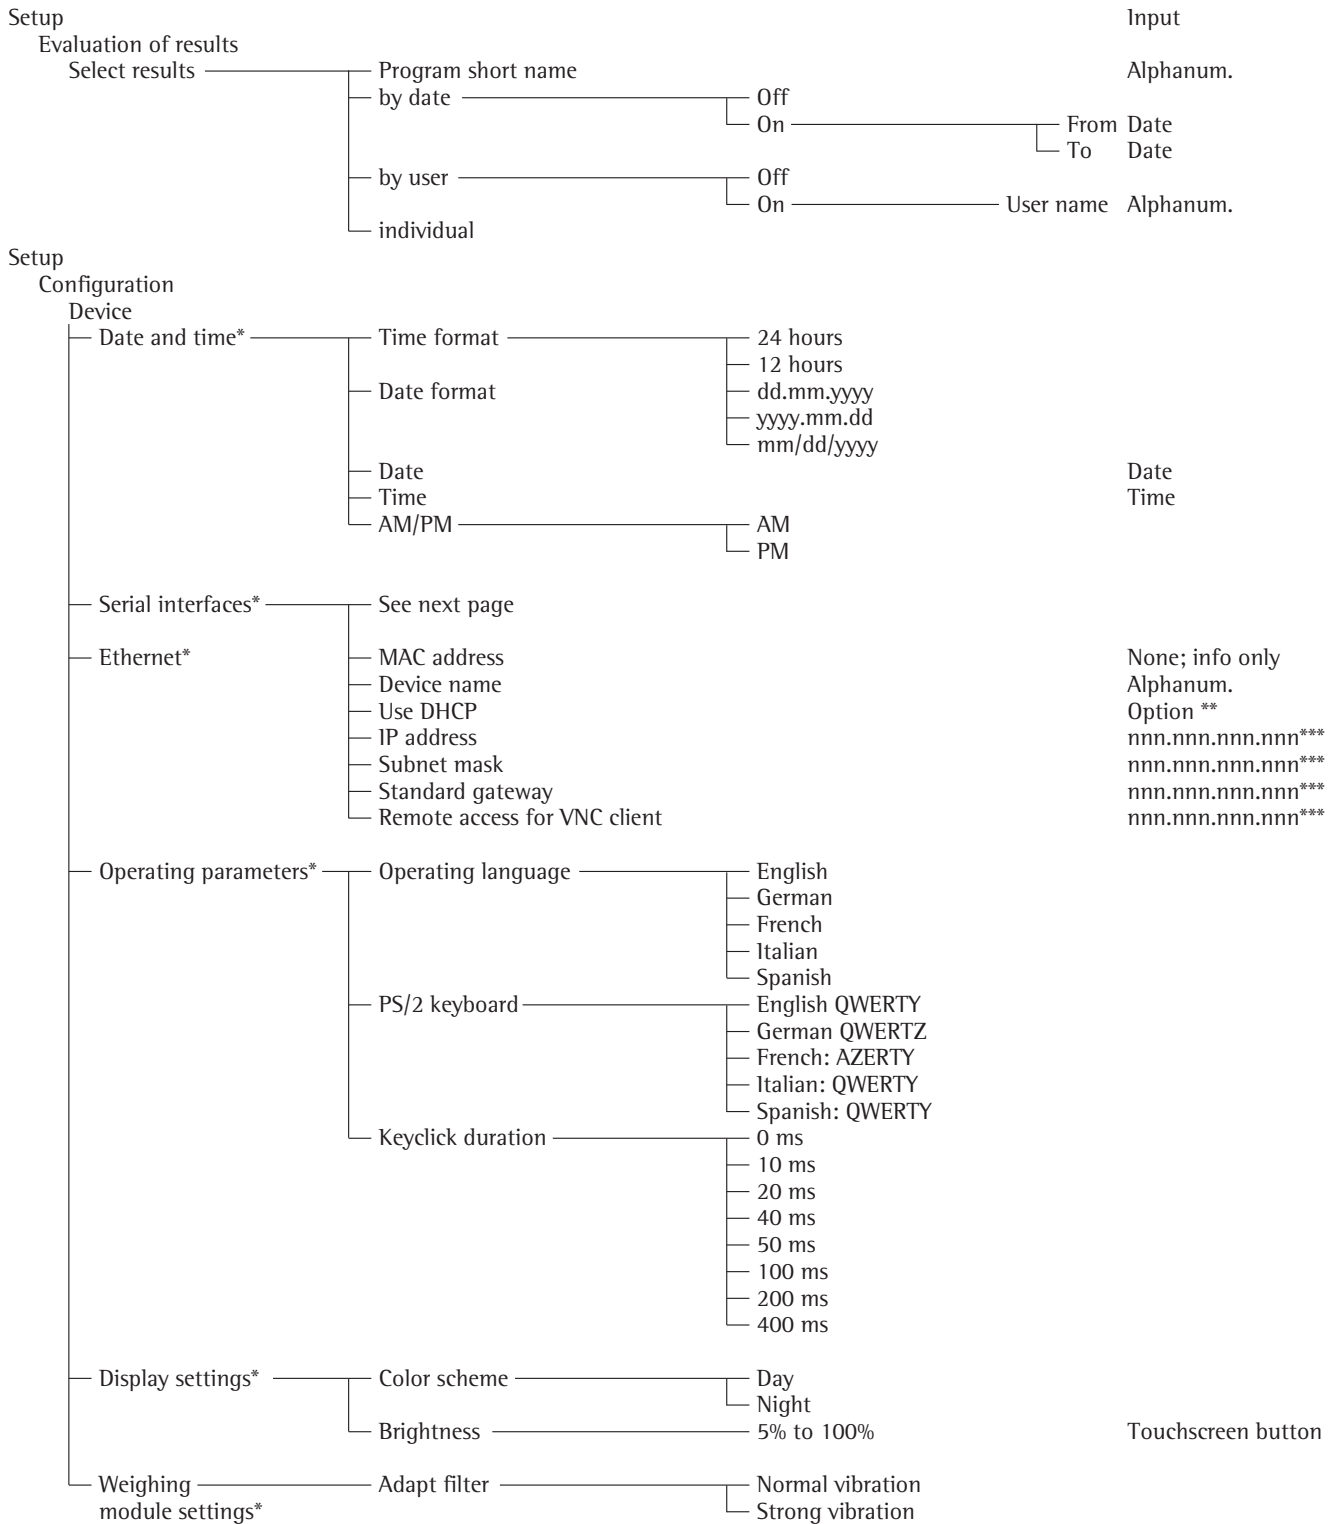 Setup Input
Evaluation of results
Select results Program short name Alphanum.
by date Off
On From Date
To Date
by user Off
On User name Alphanum.
individual
Setup
Configuration
Device
Date and time* Time format 24 hours
12 hours
Date format dd.mm.yyyy
yyyy.mm.dd
mm/dd/yyyy
Date Date
Time Time
AM/PM AM
PM
Serial interfaces* See next page
Ethernet* MAC address None; info only
Device name Alphanum.
Use DHCP Option **
IP address nnn.nnn.nnn.nnn***
Subnet mask nnn.nnn.nnn.nnn***
Standard gateway nnn.nnn.nnn.nnn***
Remote access for VNC client nnn.nnn.nnn.nnn***
Operating parameters* Operating language English
German
French
Italian
Spanish
PS/2 keyboard English QWERTY
German QWERTZ
French: AZERTY
Italian: QWERTY
Spanish: QWERTY
Keyclick duration 0 ms
10 ms
20 ms
40 ms
50 ms
100 ms
200 ms
400 ms
Display settings* Color scheme Day
Night
Brightness 5% to 100% Touchscreen button
Weighing Adapt filter Normal vibration
module settings* Strong vibration